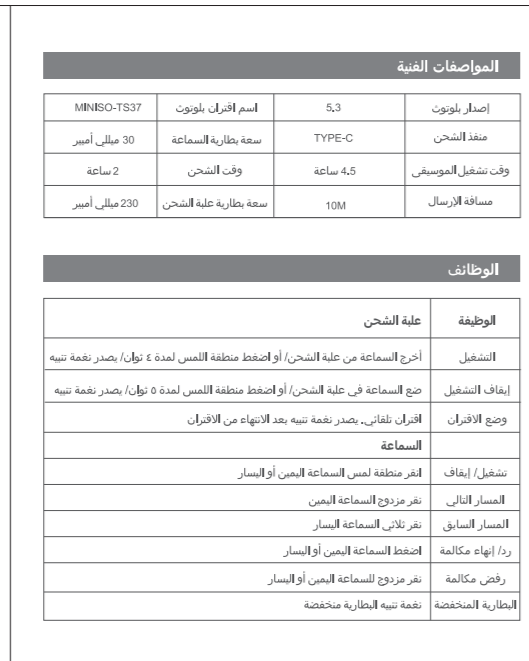 المواصفات الفنية
إصدار بلوتوث 5.3 اسم اقتران بلوتوث MINISO-TS37
منفذ الشحن TYPE-C سعة بطارية السماعة 30 ميللي أمبير
وقت تشغيل الموسيقى 4.5 ساعة وقت الشحن 2 ساعة
مسافة الإرسال 10M سعة بطارية علبة الشحن 230 ميللي أمبير
الوظائف
الوظيفة علبة الشحن
التشغيل أخرج السماعة من علبة الشحن/ أو اضغط منطقة اللمس لمدة ٤ ثوان/ يصدر نغمة تنبيه
إيقاف التشغيل ضع السماعة في علبة الشحن/ أو اضغط منطقة اللمس لمدة ٥ ثوان/ يصدر نغمة تنبيه
وضع الاقتران اقتران تلقائي. يصدر نغمة تنبيه بعد الانتهاء من الاقتران
السماعة
تشغيل/ إيقاف انقر منطقة لمس السماعة اليمين أو اليسار
المسار التالي نقر مزدوج السماعة اليمين
المسار السابق نقر ثلاثي السماعة اليسار
رد/ إنهاء مكالمة اضغط السماعة اليمين أو اليسار
رفض مكالمة نقر مزدوج للسماعة اليمين أو اليسار
البطارية المنخفضة نغمة تنبيه البطارية منخفضة